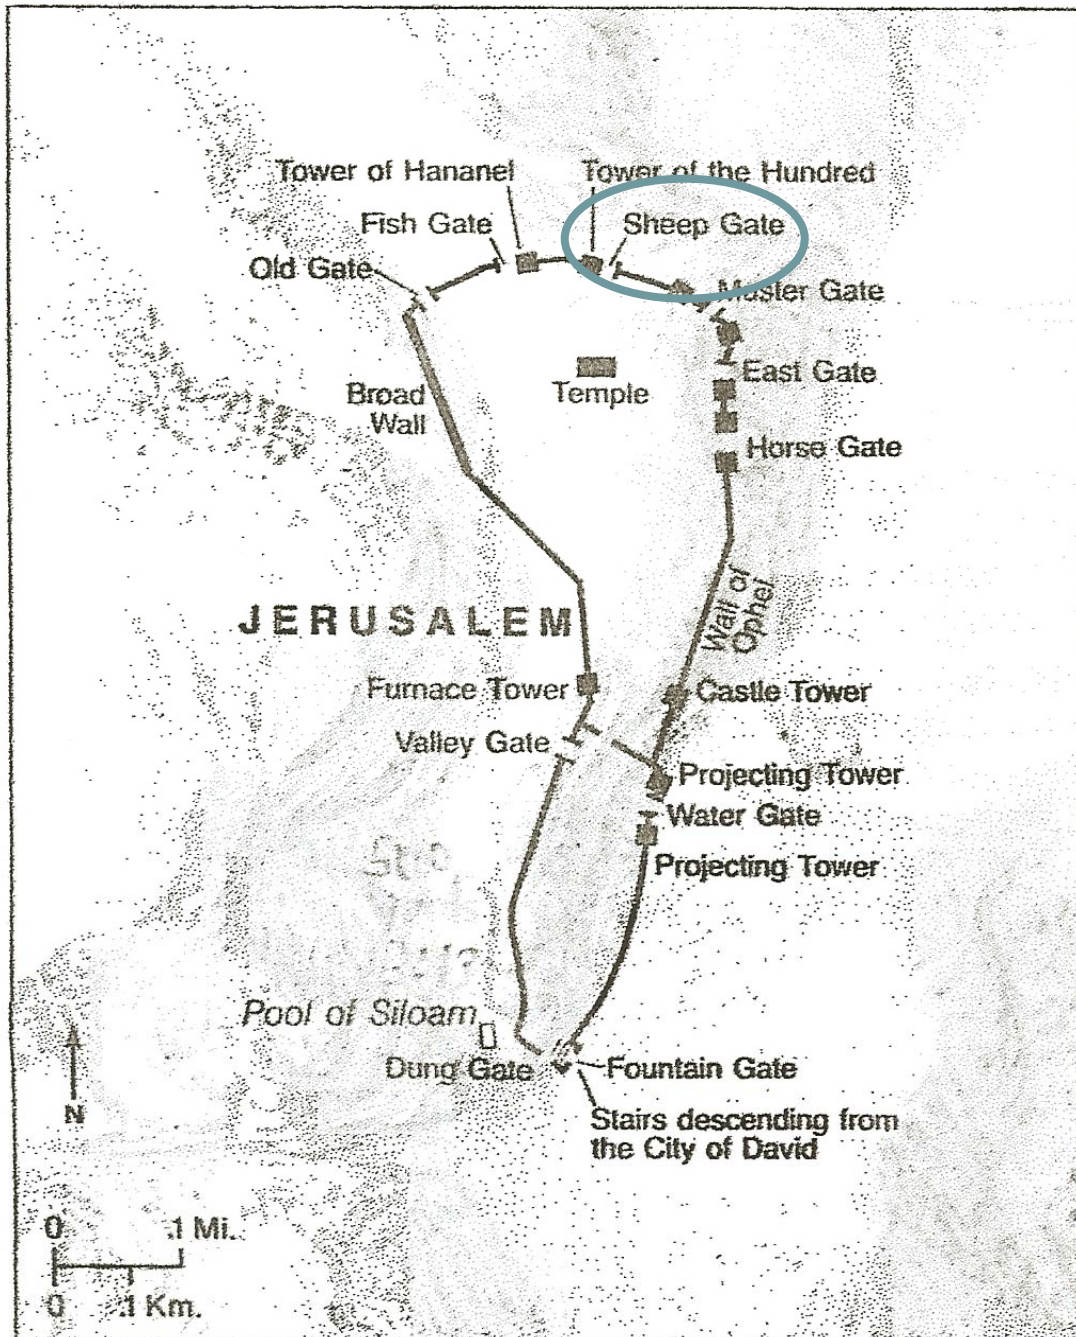 Tower of Hananel
Tower of the Hundred
Fish Gate
Sheep Gate
Old Gate
Muster Gate
East Gate
Broad
Wall
Temple
Horse Gate
Wall of
Ophel
JERUSALEM
Furnace Tower
Castle Tower
Valley Gate
Projecting Tower
Water Gate
Projecting Tower
Pool of Siloam
Dung Gate
Fountain Gate
Stairs descending from
the City of David
N
0 .1 Mi.
0 .1 Km.